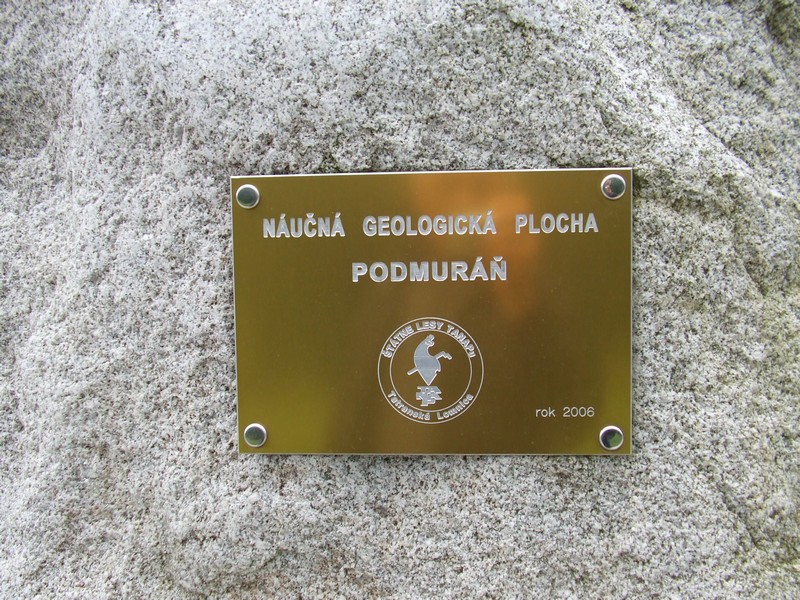 NÁUČNÁ GEOLOGICKÁ PLOCHA
PODMURÁŇ
ŠTÁTNE LESY TANAPu
Tatranská Lomnica
rok 2006